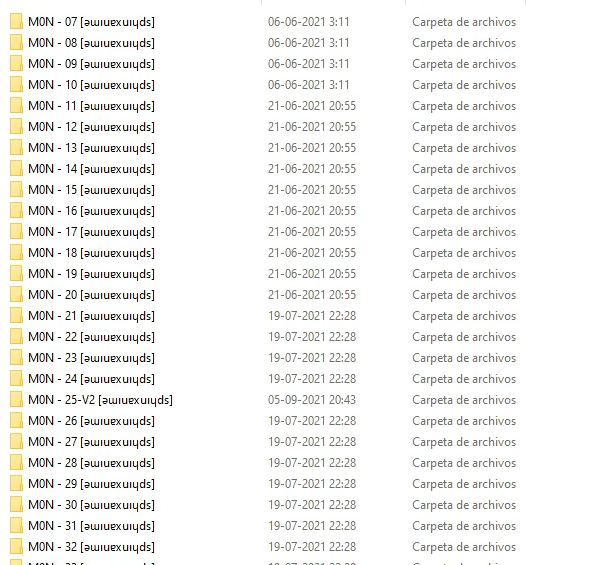 M0N - 07 [ǝɯıuɐxuıɥds] 06-06-2021 3:11 Carpeta de archivos
M0N - 08 [ǝɯıuɐxuıɥds] 06-06-2021 3:11 Carpeta de archivos
M0N - 09 [ǝɯıuɐxuıɥds] 06-06-2021 3:11 Carpeta de archivos
M0N - 10 [ǝɯıuɐxuıɥds] 06-06-2021 3:11 Carpeta de archivos
M0N - 11 [ǝɯıuɐxuıɥds] 21-06-2021 20:55 Carpeta de archivos
M0N - 12 [ǝɯıuɐxuıɥds] 21-06-2021 20:55 Carpeta de archivos
M0N - 13 [ǝɯıuɐxuıɥds] 21-06-2021 20:55 Carpeta de archivos
M0N - 14 [ǝɯıuɐxuıɥds] 21-06-2021 20:55 Carpeta de archivos
M0N - 15 [ǝɯıuɐxuıɥds] 21-06-2021 20:55 Carpeta de archivos
M0N - 16 [ǝɯıuɐxuıɥds] 21-06-2021 20:55 Carpeta de archivos
M0N - 17 [ǝɯıuɐxuıɥds] 21-06-2021 20:55 Carpeta de archivos
M0N - 18 [ǝɯıuɐxuıɥds] 21-06-2021 20:55 Carpeta de archivos
M0N - 19 [ǝɯıuɐxuıɥds] 21-06-2021 20:55 Carpeta de archivos
M0N - 20 [ǝɯıuɐxuıɥds] 21-06-2021 20:55 Carpeta de archivos
M0N - 21 [ǝɯıuɐxuıɥds] 19-07-2021 22:28 Carpeta de archivos
M0N - 22 [ǝɯıuɐxuıɥds] 19-07-2021 22:28 Carpeta de archivos
M0N - 23 [ǝɯıuɐxuıɥds] 19-07-2021 22:28 Carpeta de archivos
M0N - 24 [ǝɯıuɐxuıɥds] 19-07-2021 22:28 Carpeta de archivos
M0N - 25-V2 [ǝɯıuɐxuıɥds] 05-09-2021 20:43 Carpeta de archivos
M0N - 26 [ǝɯıuɐxuıɥds] 19-07-2021 22:28 Carpeta de archivos
M0N - 27 [ǝɯıuɐxuıɥds] 19-07-2021 22:28 Carpeta de archivos
M0N - 28 [ǝɯıuɐxuıɥds] 19-07-2021 22:28 Carpeta de archivos
M0N - 29 [ǝɯıuɐxuıɥds] 19-07-2021 22:28 Carpeta de archivos
M0N - 30 [ǝɯıuɐxuıɥds] 19-07-2021 22:28 Carpeta de archivos
M0N - 31 [ǝɯıuɐxuıɥds] 19-07-2021 22:28 Carpeta de archivos
M0N - 32 [ǝɯıuɐxuıɥds] 19-07-2021 22:28 Carpeta de archivos